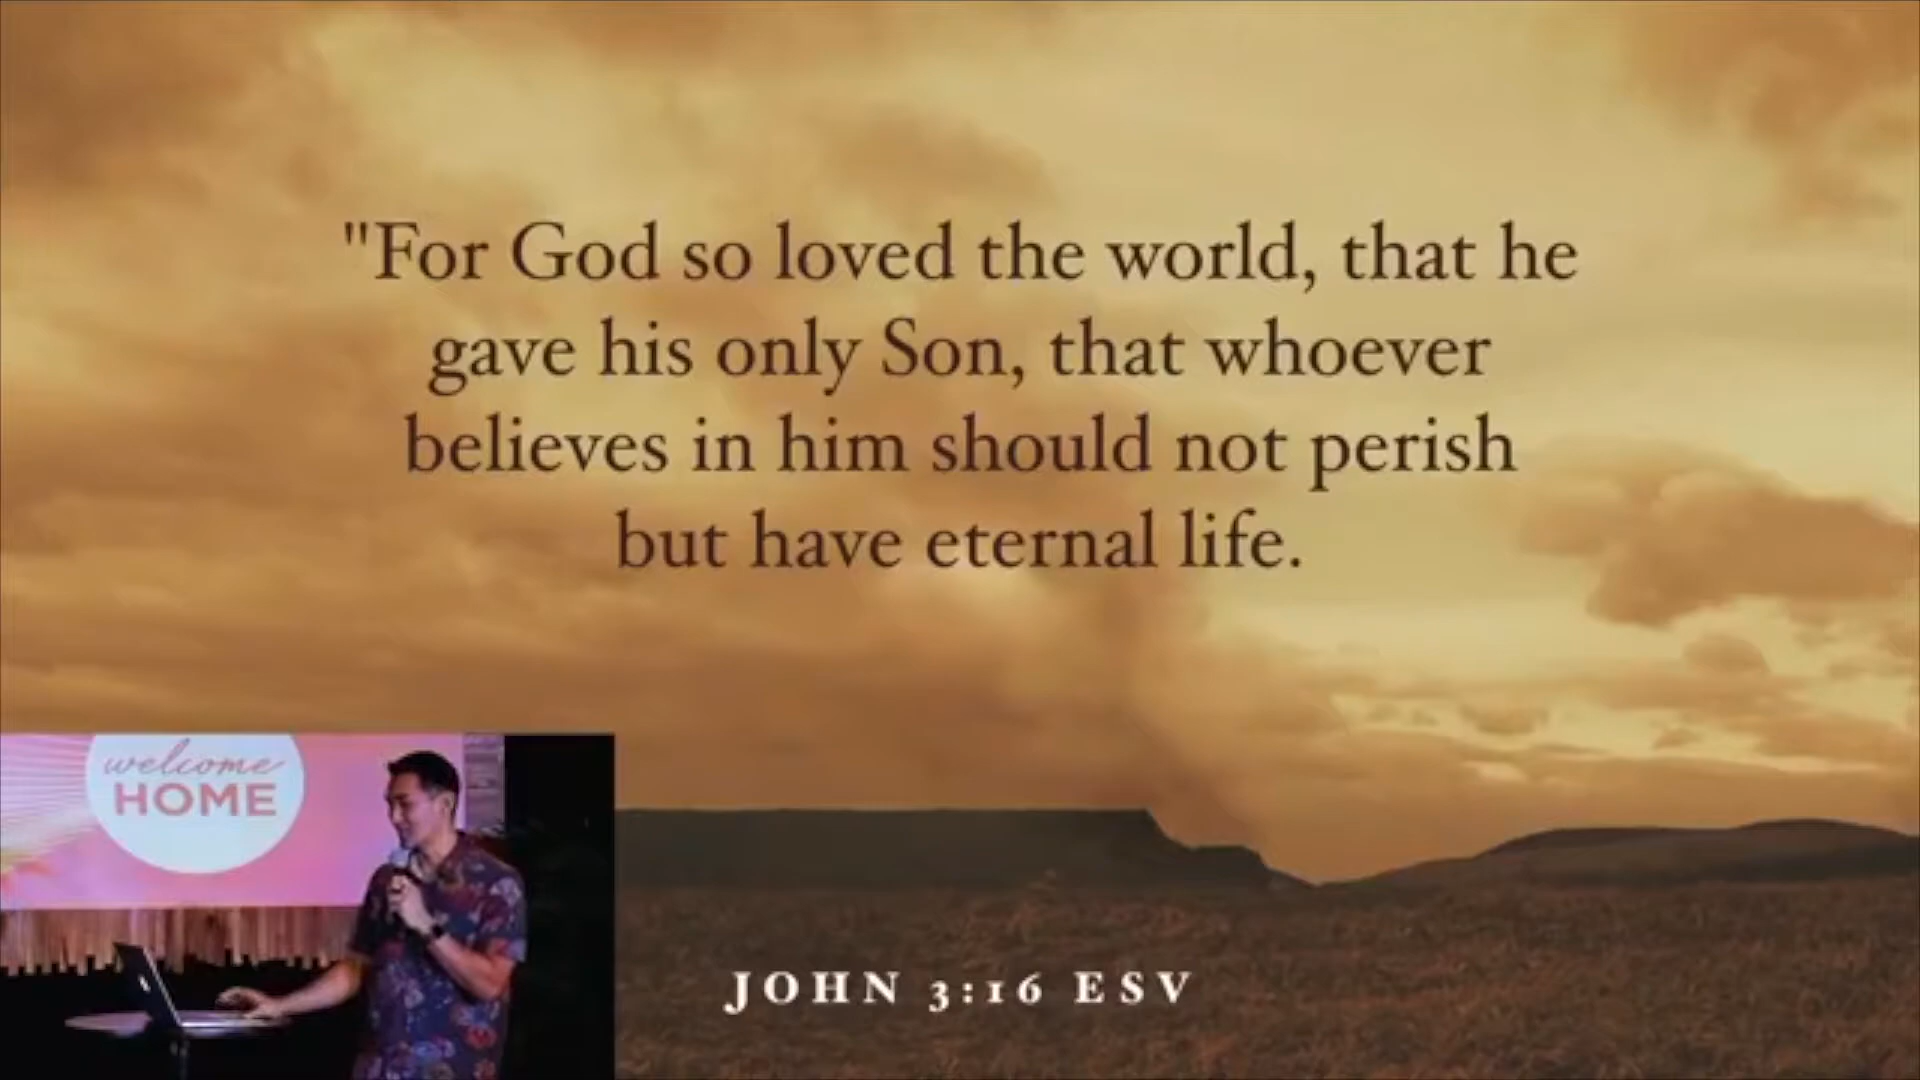 "For God so loved the world, that he
gave his only Son, that whoever
believes in him should not perish
but have eternal life.
welcome
HOME
JOHN 3:16 ESV